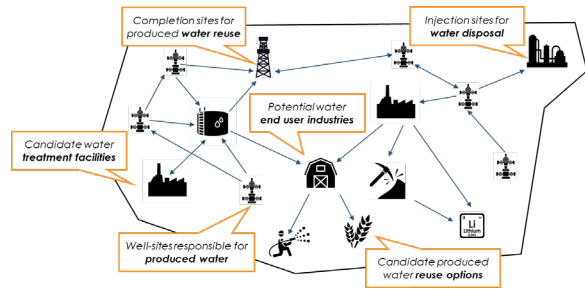 Completion sites for
produced water reuse
Injection sites for
water disposal
Potential water
end user industries
Candidate water
treatment facilities
Li
Lithium
Well-sites responsible for
produced water
Candidate produced
water reuse options